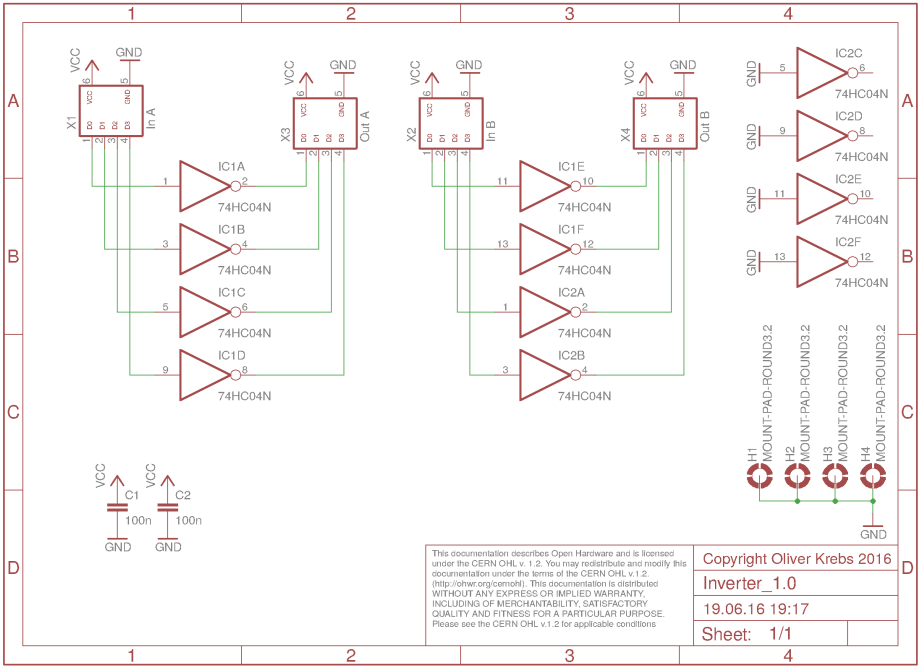 1 2 3 4
A A
B B
C C
D D
VCC GND
6 5
VCC GND
X1 In A
D0 D1 D2 D3
1 2 3 4
VCC GND
6 5
VCC GND
X3 Out A
D0 D1 D2 D3
1 2 3 4
VCC GND
6 5
VCC GND
X2 In B
D0 D1 D2 D3
1 2 3 4
VCC GND
6 5
VCC GND
X4 Out B
D0 D1 D2 D3
1 2 3 4
IC1A
1 2
74HC04N
IC1B
3 4
74HC04N
IC1C
5 6
74HC04N
IC1D
9 8
74HC04N
IC1E
11 10
74HC04N
IC1F
13 12
74HC04N
IC2A
1 2
74HC04N
IC2B
3 4
74HC04N
IC2C
GND 5 6
74HC04N
IC2D
GND 9 8
74HC04N
IC2E
GND 11 10
74HC04N
IC2F
GND 13 12
74HC04N
H1 MOUNT-PAD-ROUND3.2
H2 MOUNT-PAD-ROUND3.2
H3 MOUNT-PAD-ROUND3.2
H4 MOUNT-PAD-ROUND3.2
GND
VCC VCC
C1 C2
100n 100n
GND GND
This documentation describes Open Hardware and is licensed
under the CERN OHL v. 1.2. You may redistribute and modify this
documentation under the terms of the CERN OHL v.1.2.
(http://ohwr.org/cernohl). This documentation is distributed
WITHOUT ANY EXPRESS OR IMPLIED WARRANTY,
INCLUDING OF MERCHANTABILITY, SATISFACTORY
QUALITY AND FITNESS FOR A PARTICULAR PURPOSE.
Please see the CERN OHL v.1.2 for applicable conditions
Copyright Oliver Krebs 2016
Inverter_1.0
19.06.16 19:17
Sheet: 1/1
1 2 3 4